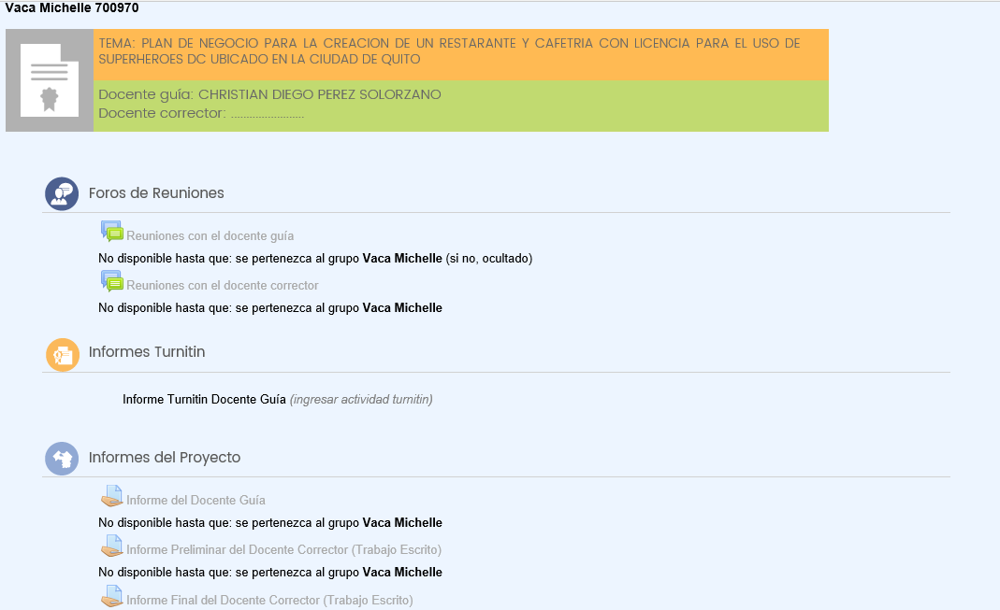 Vaca Michelle 700970
TEMA: PLAN DE NEGOCIO PARA LA CREACION DE UN RESTARANTE Y CAFETRIA CON LICENCIA PARA EL USO DE
SUPERHEROES DC UBICADO EN LA CIUDAD DE QUITO
Docente guía: CHRISTIAN DIEGO PEREZ SOLORZANO
Docente corrector: ........................
Foros de Reuniones
Reuniones con el docente guía
No disponible hasta que: se pertenezca al grupo Vaca Michelle (si no, ocultado)
Reuniones con el docente corrector
No disponible hasta que: se pertenezca al grupo Vaca Michelle
Informes Turnitin
Informe Turnitin Docente Guía (ingresar actividad turnitin)
Informes del Proyecto
Informe del Docente Guía
No disponible hasta que: se pertenezca al grupo Vaca Michelle
Informe Preliminar del Docente Corrector (Trabajo Escrito)
No disponible hasta que: se pertenezca al grupo Vaca Michelle
Informe Final del Docente Corrector (Trabajo Escrito)